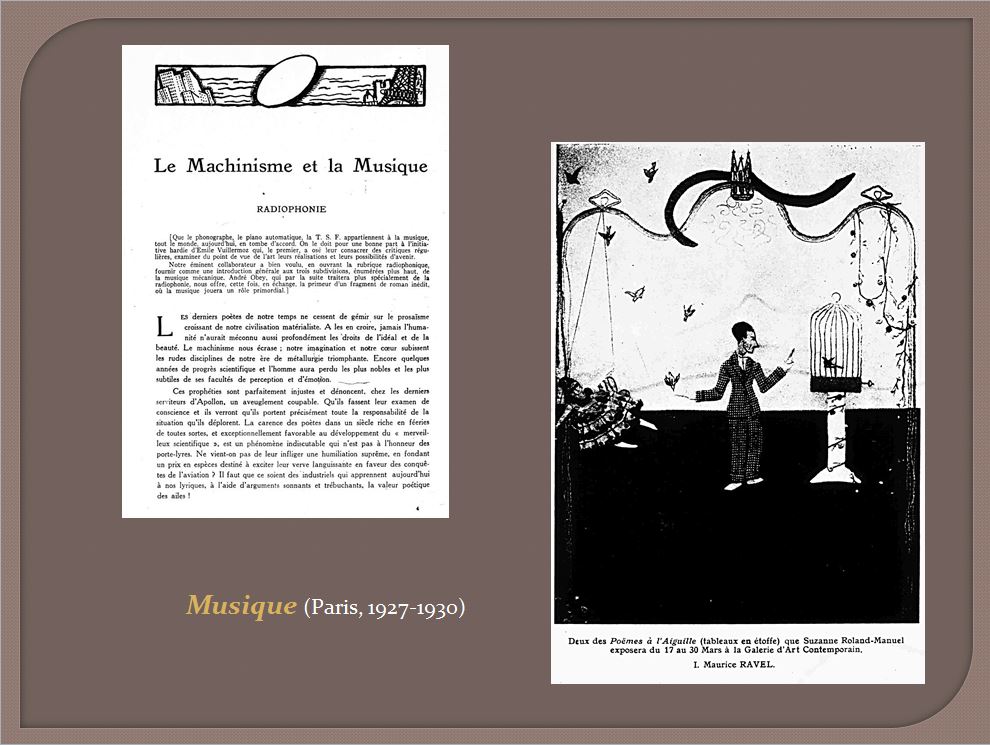 Le Machinisme et la Musique
RADIOPHONIE
[Que le phonographe, le piano automatique, la T. S. F. appartiennent à la musique,
tout le monde, aujourd'hui, en tombe d'accord. On le doit pour une bonne part à l'initia-
tive hardie d'Emile Vuillermoz qui, le premier, a osé leur consacrer des critiques régu-
lières, examiner du point de vue de l'art leurs réalisations et leurs possibilités d'avenir.
Notre éminent collaborateur a bien voulu, en ouvrant la rubrique radiophonique,
fournir comme une introduction générale aux trois subdivisions, énumérées plus haut, de
la musique mécanique. André Obey, qui par la suite traitera plus spécialement de la
radiophonie, nous offre, cette fois, en échange, la primeur d'un fragment de roman inédit,
où la musique jouera un rôle primordial.]
LES derniers poètes de notre temps ne cessent de gémir sur le prosaïsme
croissant de notre civilisation matérialiste. A les en croire, jamais l'huma-
nité n'aurait méconnu aussi profondément les droits de l'idéal et de la
beauté. Le machinisme nous écrase ; notre imagination et notre cœur subissent
les rudes disciplines de notre ère de métallurgie triomphante. Encore quelques
années de progrès scientifique et l'homme aura perdu les plus nobles et les plus
subtiles de ses facultés de perception et d'émotion.
Ces prophéties sont parfaitement injustes et dénoncent, chez les derniers
serviteurs d'Apollon, un aveuglement coupable. Qu'ils fassent leur examen de
conscience et ils verront qu'ils portent précisément toute la responsabilité de la
situation qu'ils déplorent. La carence des poètes dans un siècle riche en féeries
de toutes sortes, et exceptionnellement favorable au développement du « merveil-
leux scientifique », est un phénomène indiscutable qui n'est pas à l'honneur des
porte-lyres. Ne vient-on pas de leur infliger une humiliation suprême, en fondant
un prix en espèces destiné à exciter leur verve languissante en faveur des conquê-
tes de l'aviation ? Il faut que ce soient des industriels qui apprennent aujourd'hui
à nos lyriques, à l'aide d'arguments sonnants et trébuchants, la valeur poétique
des ailes !
4
Musique (Paris, 1927-1930)
Deux des Poèmes à l'Aiguille (tableaux en étoffe) que Suzanne Roland-Manuel
exposera du 17 au 30 Mars à la Galerie d'Art Contemporain.
I. Maurice RAVEL.